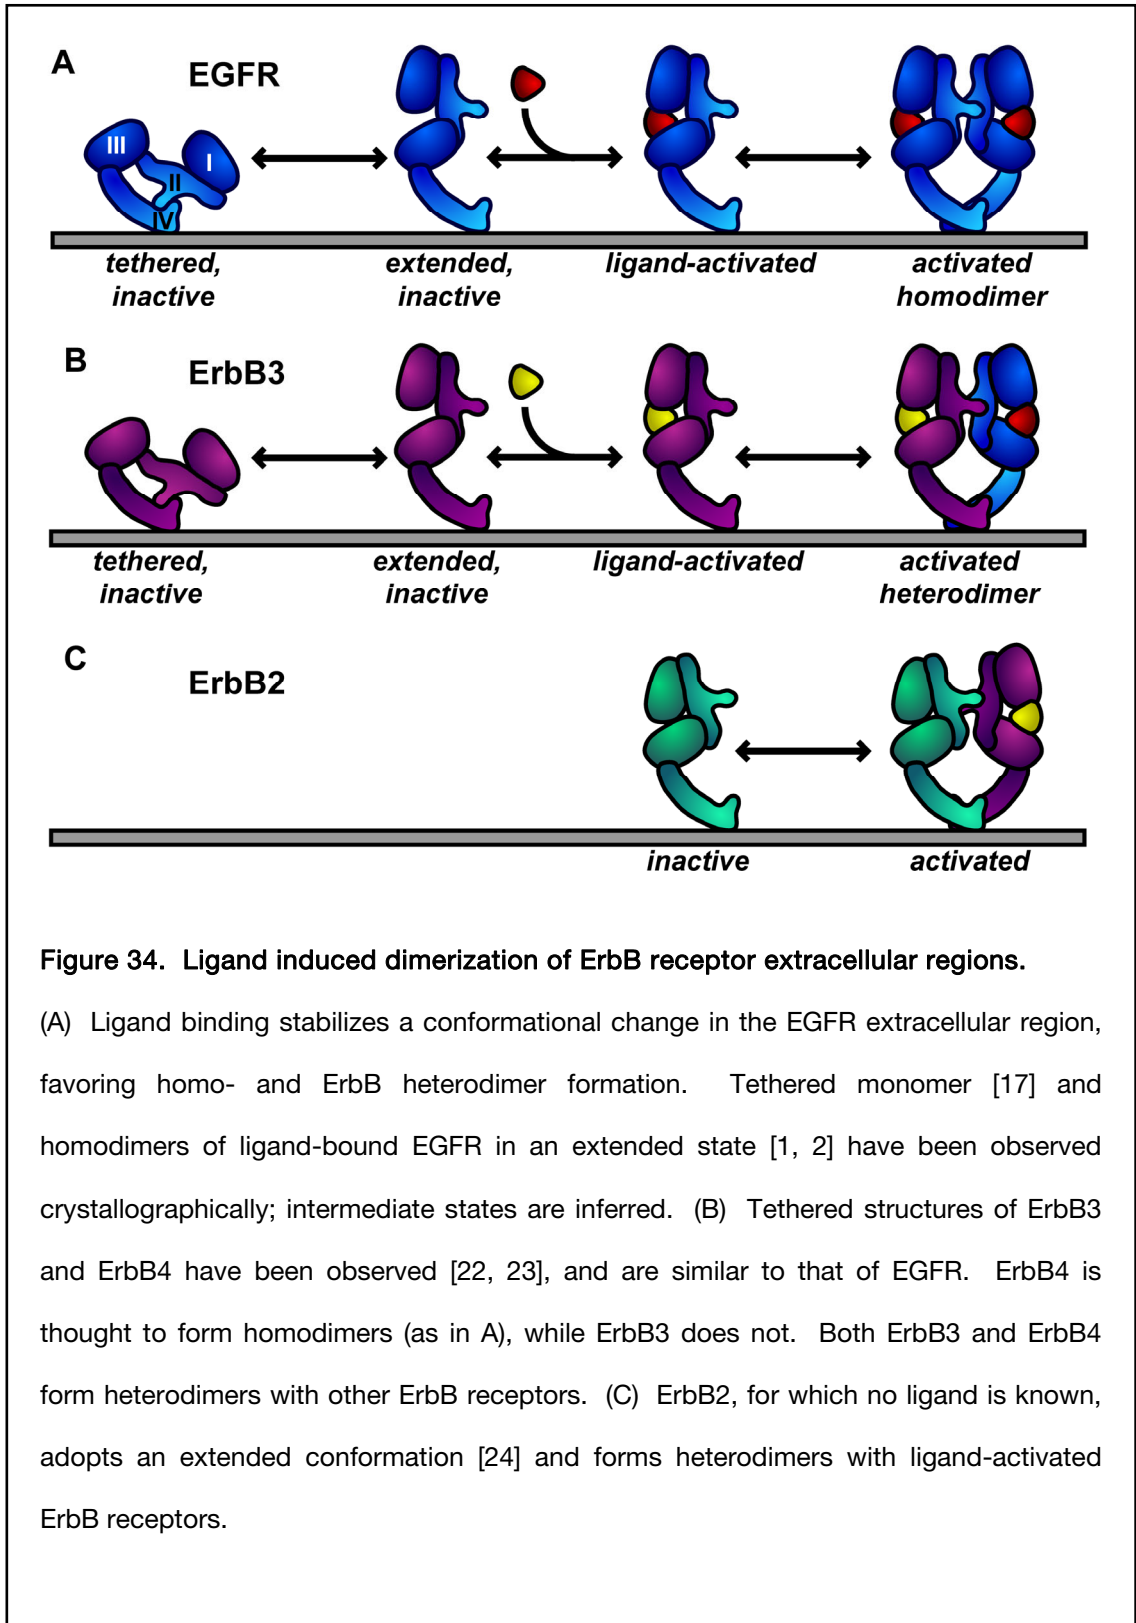 A
EGFR
III
I
II
IV
tethered,
inactive
extended,
inactive
ligand-activated
activated
homodimer
B
ErbB3
tethered,
inactive
extended,
inactive
ligand-activated
activated
heterodimer
C
ErbB2
inactive
activated
Figure 34.  Ligand induced dimerization of ErbB receptor extracellular regions.
(A)  Ligand binding stabilizes a conformational change in the EGFR extracellular region,
favoring homo- and ErbB heterodimer formation.  Tethered monomer [17] and
homodimers of ligand-bound EGFR in an extended state [1, 2] have been observed
crystallographically; intermediate states are inferred.  (B)  Tethered structures of ErbB3
and ErbB4 have been observed [22, 23], and are similar to that of EGFR.  ErbB4 is
thought to form homodimers (as in A), while ErbB3 does not.  Both ErbB3 and ErbB4
form heterodimers with other ErbB receptors.  (C)  ErbB2, for which no ligand is known,
adopts an extended conformation [24] and forms heterodimers with ligand-activated
ErbB receptors.